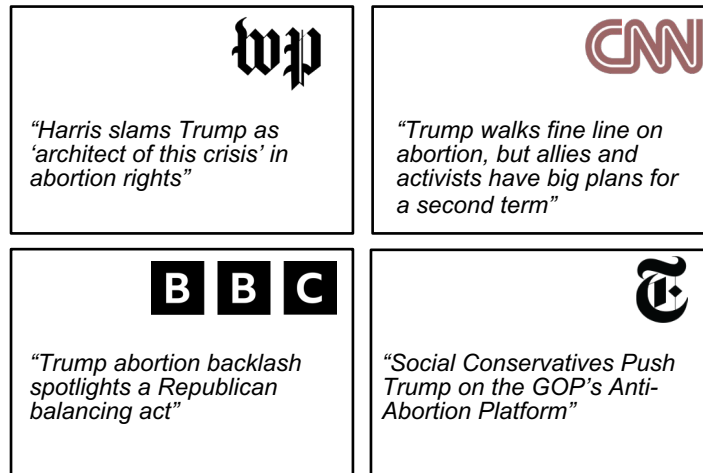 wp
“Harris slams Trump as
‘architect of this crisis’ in
abortion rights”
CNN
“Trump walks fine line on
abortion, but allies and
activists have big plans for
a second term”
B B C
“Trump abortion backlash
spotlights a Republican
balancing act”
T
“Social Conservatives Push
Trump on the GOP’s Anti-
Abortion Platform”